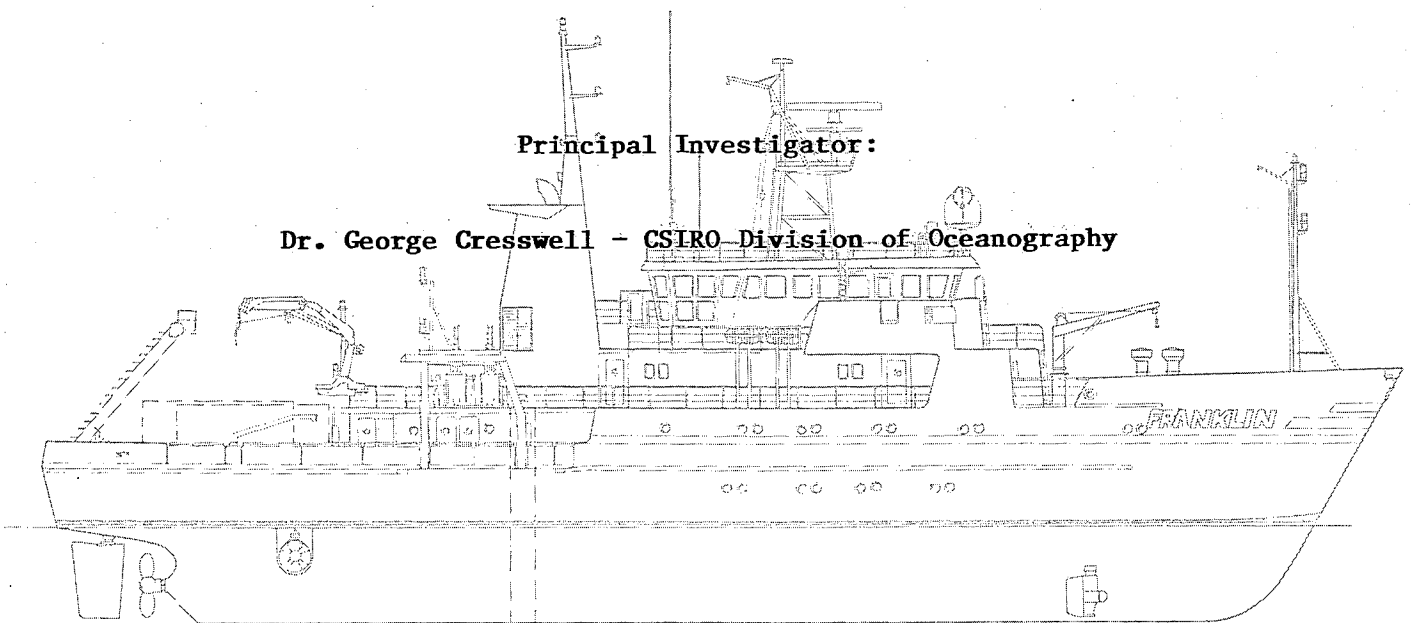 Principal Investigator:
Dr. George Cresswell - CSIRO Division of Oceanography
FRANKLIN